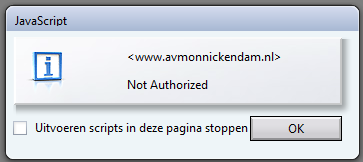 JavaScript
<www.avmonnickendam.nl>
Not Authorized
Uitvoeren scripts in deze pagina stoppen
OK